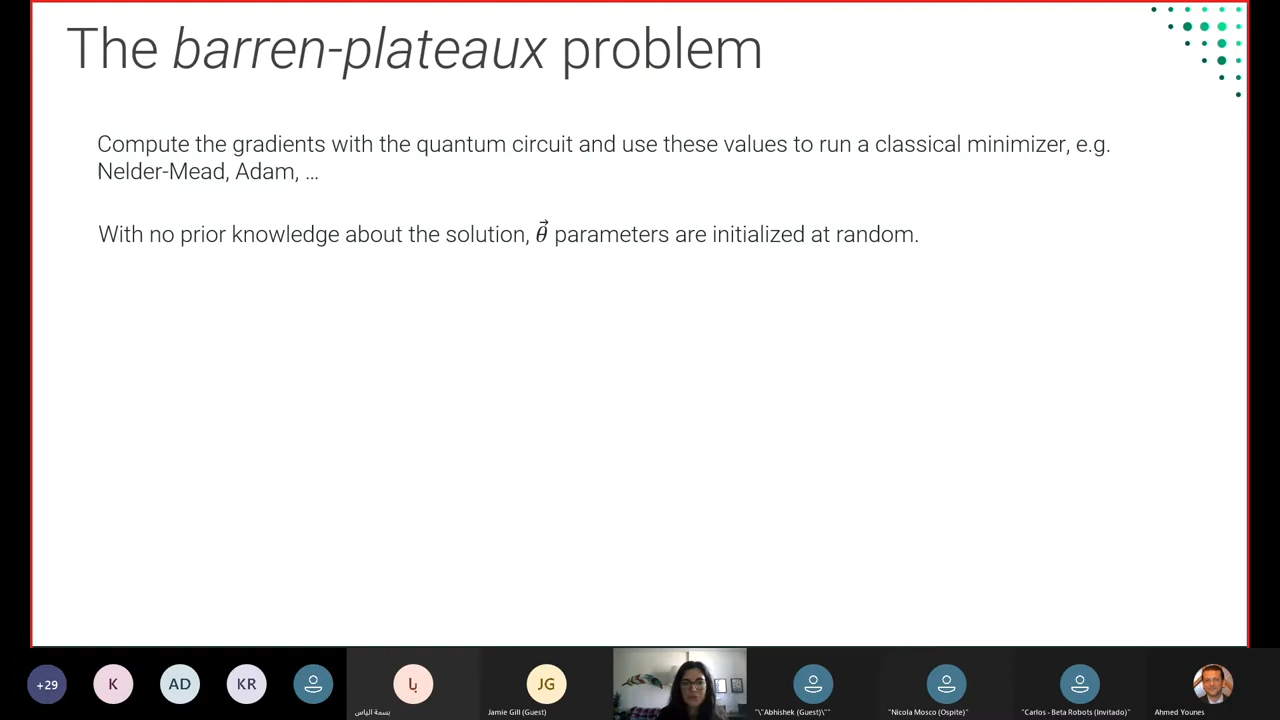 The barren-plateaux problem
Compute the gradients with the quantum circuit and use these values to run a classical minimizer, e.g.
Nelder-Mead, Adam, ...
With no prior knowledge about the solution, θ⃗ parameters are initialized at random.
+29
K
AD
KR
با
JG
بسمة الياس
Jamie Gill (Guest)
"\"Abhishek (Guest)\""
"Nicola Mosco (Ospite)"
"Carlos - Beta Robots (Invitado)"
Ahmed Younes